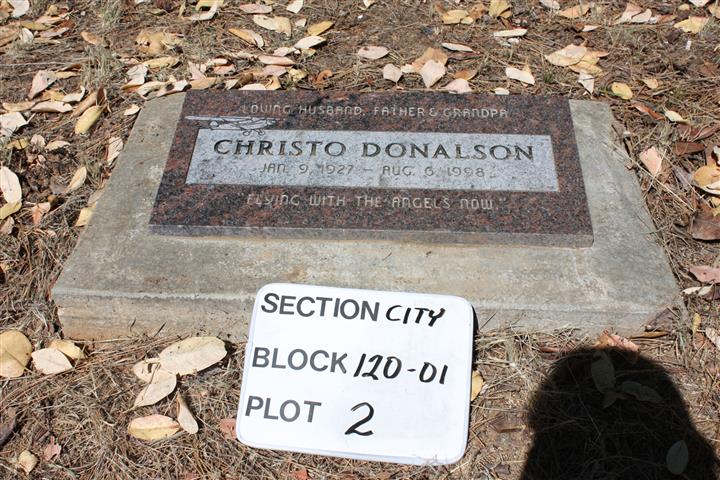 LOVING HUSBAND, FATHER & GRANDPA
CHRISTO DONALSON
JAN. 9, 1927 - AUG. 6, 1998
"FLYING WITH THE ANGELS NOW."
SECTION CITY
BLOCK 120-01
PLOT 2